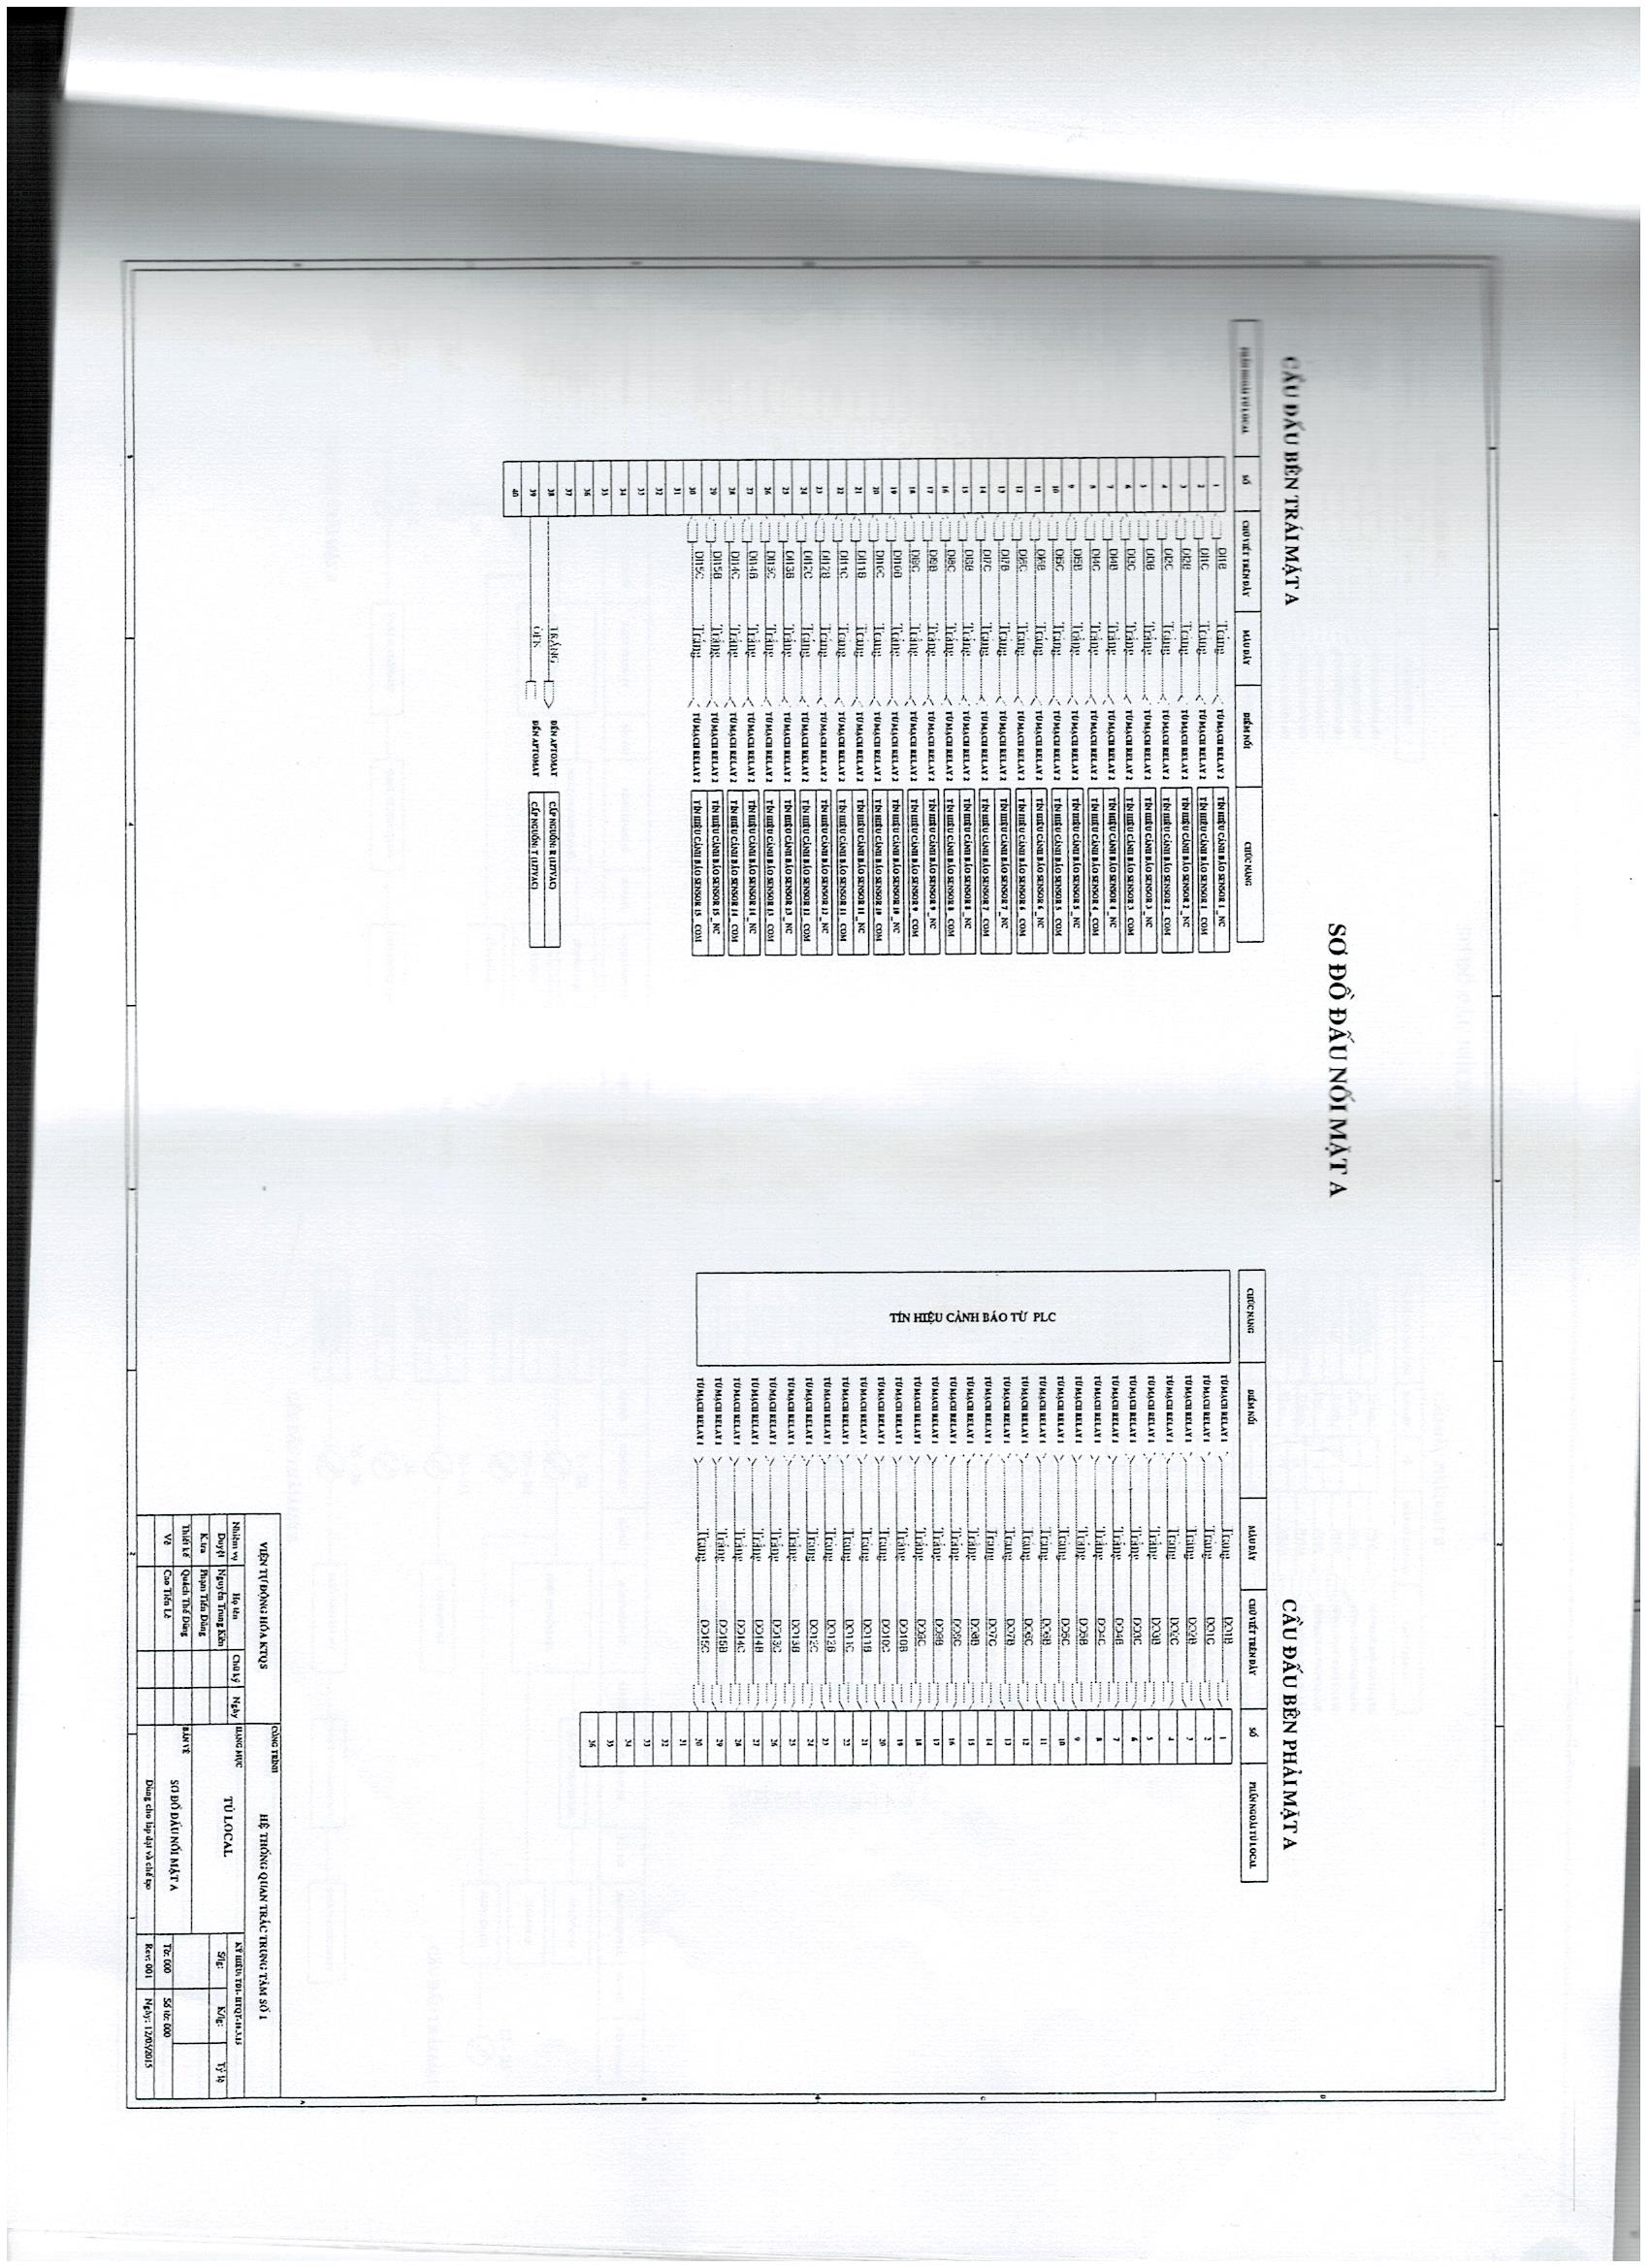 SƠ ĐỒ ĐẤU NỐI MẶT A
CẦU ĐẤU BÊN TRÁI MẶT A
PHẦN NGOÀI TỦ LOCAL SỐ CHỮ VIẾT TRÊN DÂY MÀU DÂY ĐIỂM NỐI CHỨC NĂNG
1 DI1B Trắng TỪ MẠCH RELAY 2 TÍN HIỆU CẢNH BÁO SENSOR 1 _NC
2 DI1C Trắng TỪ MẠCH RELAY 2 TÍN HIỆU CẢNH BÁO SENSOR 1 _COM
3 DI2B Trắng TỪ MẠCH RELAY 2 TÍN HIỆU CẢNH BÁO SENSOR 2 _NC
4 DI2C Trắng TỪ MẠCH RELAY 2 TÍN HIỆU CẢNH BÁO SENSOR 2 _COM
5 DI3B Trắng TỪ MẠCH RELAY 2 TÍN HIỆU CẢNH BÁO SENSOR 3 _NC
6 DI3C Trắng TỪ MẠCH RELAY 2 TÍN HIỆU CẢNH BÁO SENSOR 3 _COM
7 DI4B Trắng TỪ MẠCH RELAY 2 TÍN HIỆU CẢNH BÁO SENSOR 4 _NC
8 DI4C Trắng TỪ MẠCH RELAY 2 TÍN HIỆU CẢNH BÁO SENSOR 4 _COM
9 DI5B Trắng TỪ MẠCH RELAY 2 TÍN HIỆU CẢNH BÁO SENSOR 5 _NC
10 DI5C Trắng TỪ MẠCH RELAY 2 TÍN HIỆU CẢNH BÁO SENSOR 5 _COM
11 DI6B Trắng TỪ MẠCH RELAY 2 TÍN HIỆU CẢNH BÁO SENSOR 6 _NC
12 DI6C Trắng TỪ MẠCH RELAY 2 TÍN HIỆU CẢNH BÁO SENSOR 6 _COM
13 DI7B Trắng TỪ MẠCH RELAY 2 TÍN HIỆU CẢNH BÁO SENSOR 7 _NC
14 DI7C Trắng TỪ MẠCH RELAY 2 TÍN HIỆU CẢNH BÁO SENSOR 7 _COM
15 DI8B Trắng TỪ MẠCH RELAY 2 TÍN HIỆU CẢNH BÁO SENSOR 8 _NC
16 DI8C Trắng TỪ MẠCH RELAY 2 TÍN HIỆU CẢNH BÁO SENSOR 8 _COM
17 DI9B Trắng TỪ MẠCH RELAY 2 TÍN HIỆU CẢNH BÁO SENSOR 9 _NC
18 DI9C Trắng TỪ MẠCH RELAY 2 TÍN HIỆU CẢNH BÁO SENSOR 9 _COM
19 DI10B Trắng TỪ MẠCH RELAY 2 TÍN HIỆU CẢNH BÁO SENSOR 10 _NC
20 DI10C Trắng TỪ MẠCH RELAY 2 TÍN HIỆU CẢNH BÁO SENSOR 10 _COM
21 DI11B Trắng TỪ MẠCH RELAY 2 TÍN HIỆU CẢNH BÁO SENSOR 11 _NC
22 DI11C Trắng TỪ MẠCH RELAY 2 TÍN HIỆU CẢNH BÁO SENSOR 11 _COM
23 DI12B Trắng TỪ MẠCH RELAY 2 TÍN HIỆU CẢNH BÁO SENSOR 12 _NC
24 DI12C Trắng TỪ MẠCH RELAY 2 TÍN HIỆU CẢNH BÁO SENSOR 12 _COM
25 DI13B Trắng TỪ MẠCH RELAY 2 TÍN HIỆU CẢNH BÁO SENSOR 13 _NC
26 DI13C Trắng TỪ MẠCH RELAY 2 TÍN HIỆU CẢNH BÁO SENSOR 13 _COM
27 DI14B Trắng TỪ MẠCH RELAY 2 TÍN HIỆU CẢNH BÁO SENSOR 14 _NC
28 DI14C Trắng TỪ MẠCH RELAY 2 TÍN HIỆU CẢNH BÁO SENSOR 14 _COM
29 DI15B Trắng TỪ MẠCH RELAY 2 TÍN HIỆU CẢNH BÁO SENSOR 15 _NC
30 DI15C Trắng TỪ MẠCH RELAY 2 TÍN HIỆU CẢNH BÁO SENSOR 15 _COM
31
32
33
34
35
36
37
38 TRẮNG ĐẾN APTOMAT CẤP NGUỒN: R (127VAC)
39 ĐEN ĐẾN APTOMAT CẤP NGUỒN: T (127VAC)
40
CẦU ĐẤU BÊN PHẢI MẶT A
CHỨC NĂNG ĐIỂM NỐI MÀU DÂY CHỮ VIẾT TRÊN DÂY SỐ PHẦN NGOÀI TỦ LOCAL
TÍN HIỆU CẢNH BÁO TỪ PLC
TỪ MẠCH RELAY 1 Trắng DO1B 1
TỪ MẠCH RELAY 1 Trắng DO1C 2
TỪ MẠCH RELAY 1 Trắng DO2B 3
TỪ MẠCH RELAY 1 Trắng DO2C 4
TỪ MẠCH RELAY 1 Trắng DO3B 5
TỪ MẠCH RELAY 1 Trắng DO3C 6
TỪ MẠCH RELAY 1 Trắng DO4B 7
TỪ MẠCH RELAY 1 Trắng DO4C 8
TỪ MẠCH RELAY 1 Trắng DO5B 9
TỪ MẠCH RELAY 1 Trắng DO5C 10
TỪ MẠCH RELAY 1 Trắng DO6B 11
TỪ MẠCH RELAY 1 Trắng DO6C 12
TỪ MẠCH RELAY 1 Trắng DO7B 13
TỪ MẠCH RELAY 1 Trắng DO7C 14
TỪ MẠCH RELAY 1 Trắng DO8B 15
TỪ MẠCH RELAY 1 Trắng DO8C 16
TỪ MẠCH RELAY 1 Trắng DO9B 17
TỪ MẠCH RELAY 1 Trắng DO9C 18
TỪ MẠCH RELAY 1 Trắng DO10B 19
TỪ MẠCH RELAY 1 Trắng DO10C 20
TỪ MẠCH RELAY 1 Trắng DO11B 21
TỪ MẠCH RELAY 1 Trắng DO11C 22
TỪ MẠCH RELAY 1 Trắng DO12B 23
TỪ MẠCH RELAY 1 Trắng DO12C 24
TỪ MẠCH RELAY 1 Trắng DO13B 25
TỪ MẠCH RELAY 1 Trắng DO13C 26
TỪ MẠCH RELAY 1 Trắng DO14B 27
TỪ MẠCH RELAY 1 Trắng DO14C 28
TỪ MẠCH RELAY 1 Trắng DO15B 29
TỪ MẠCH RELAY 1 Trắng DO15C 30
31
32
33
34
35
36
VIỆN TỰ ĐỘNG HÓA KTQS
CÔNG TRÌNH
HỆ THỐNG QUAN TRẮC TRUNG TÂM SỐ 1
Nhiệm vụ Họ tên Chữ ký Ngày
Duyệt Nguyễn Trung Kiên
K.tra Phạm Tiến Dũng
Thiết kế Quách Thế Dũng
Vẽ Cao Tiến Lê
HẠNG MỤC
TỦ LOCAL
BẢN VẼ
SƠ ĐỒ ĐẤU NỐI MẶT A
Dùng cho lắp đặt và chế tạo
KÝ HIỆU: TĐ1- HTQT-10.3.15
S/lg: K/lg: Tỷ lệ
Tờ: 000 Số tờ: 000
Rev: 001 Ngày: 12/05/2015